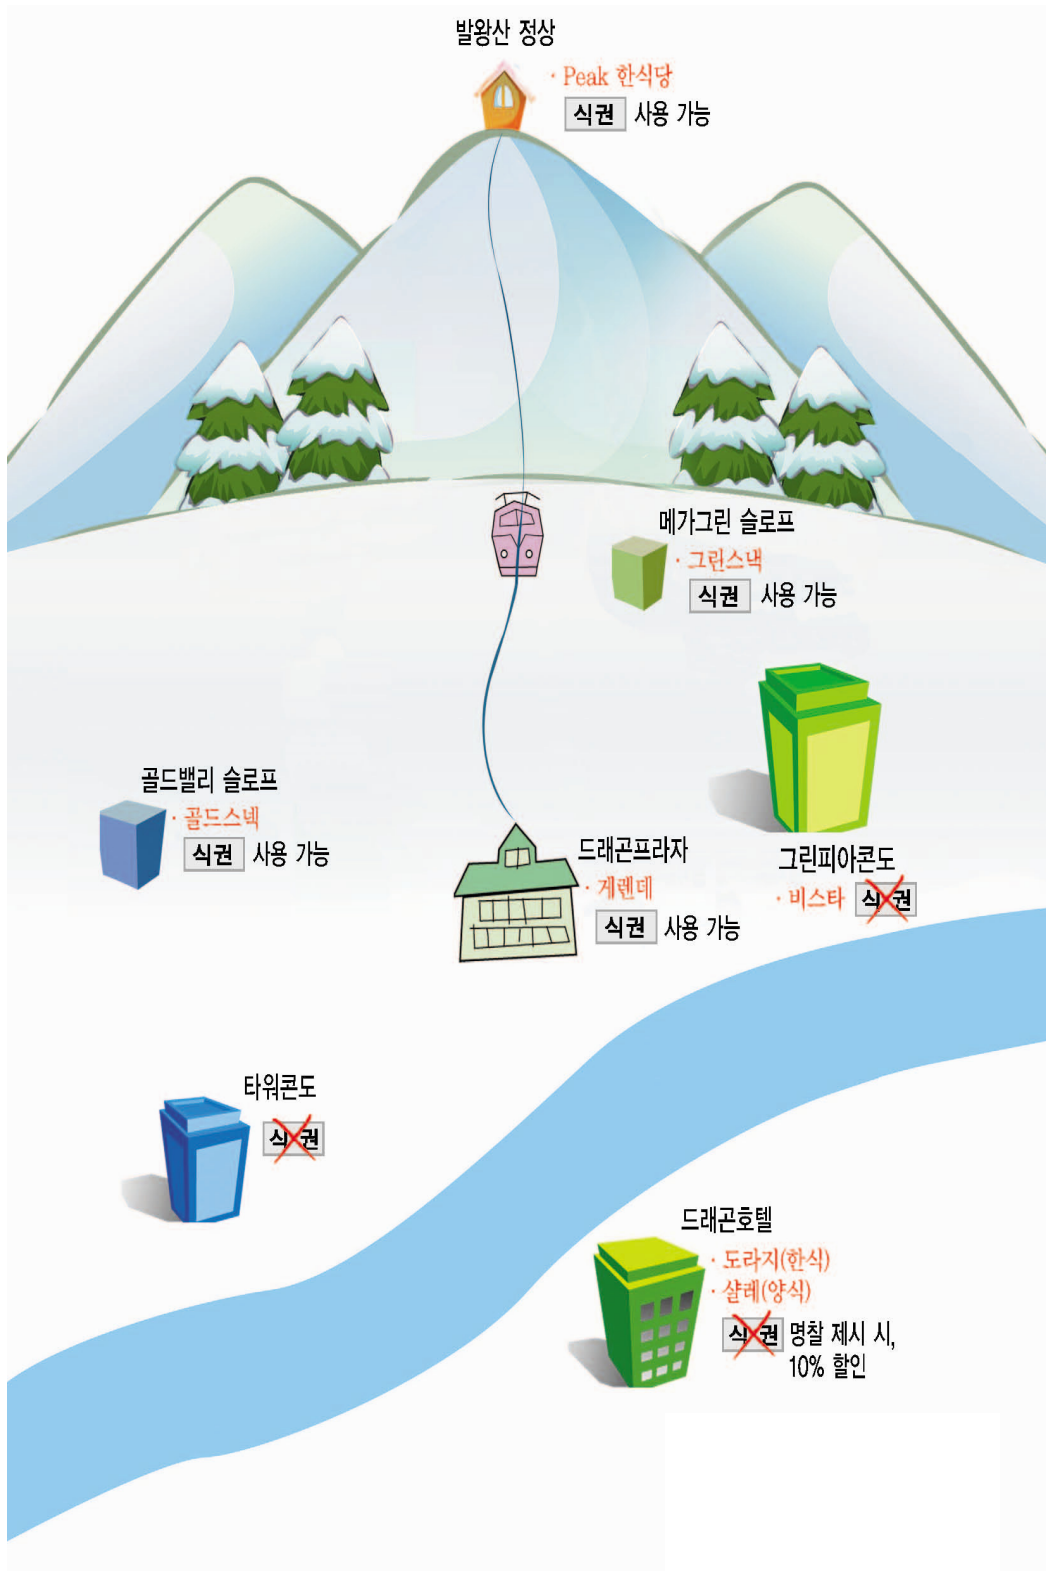 발왕산 정상
· Peak 한식당
식권 사용 가능
메가그린 슬로프
· 그린스낵
식권 사용 가능
골드밸리 슬로프
· 골드스넥
식권 사용 가능
드래곤프라자
· 게렌데
식권 사용 가능
그린피아콘도
· 비스타 식권
타워콘도
식권
드래곤호텔
· 도라지(한식)
· 샬레(양식)
식권 명찰 제시 시,
10% 할인